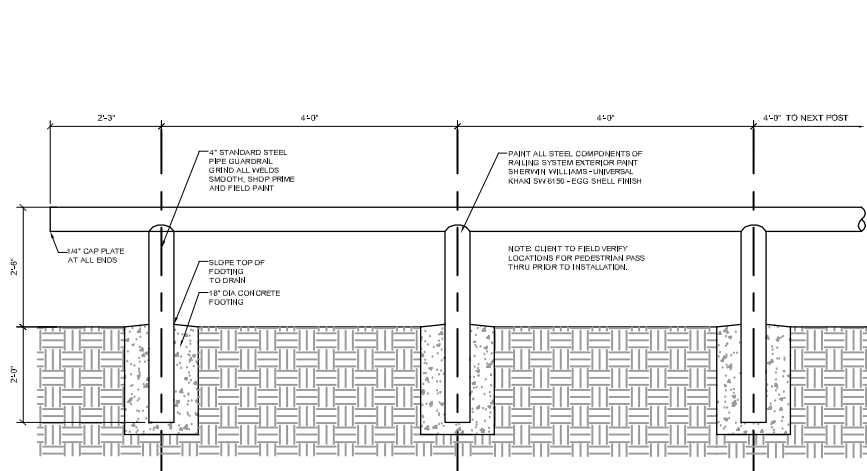 2'-3"
4'-0"
4'-0"
4'-0" TO NEXT POST
4" STANDARD STEEL
PIPE GUARDRAIL
GRIND ALL WELDS
SMOOTH, SHOP PRIME
AND FIELD PAINT
PAINT ALL STEEL COMPONENTS OF
RAILING SYSTEM EXTERIOR PAINT
SHERWIN WILLIAMS - UNIVERSAL
KHAKI SW 6150 - EGG SHELL FINISH
1/4" CAP PLATE
AT ALL ENDS
NOTE: CLIENT TO FIELD VERIFY
LOCATIONS FOR PEDESTRIAN PASS
THRU PRIOR TO INSTALLATION.
SLOPE TOP OF
FOOTING
TO DRAIN
18" DIA CONCRETE
FOOTING
2'-6"
2'-0"